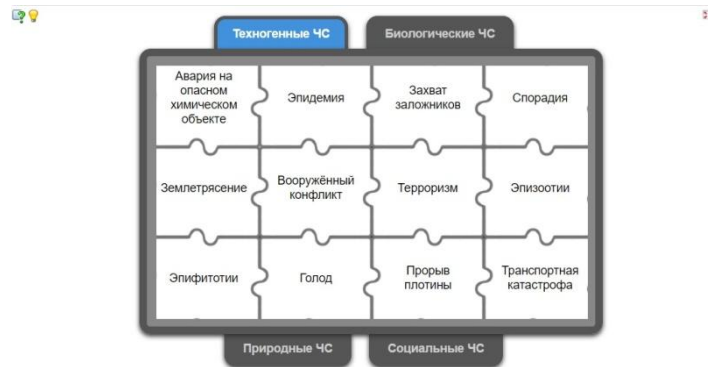 Техногенные ЧС
Биологические ЧС
Авария на
опасном
химическом
объекте
Эпидемия
Захват
заложников
Спорадия
Землетрясение
Вооружённый
конфликт
Терроризм
Эпизоотии
Эпифитотии
Голод
Прорыв
плотины
Транспортная
катастрофа
Природные ЧС
Социальные ЧС